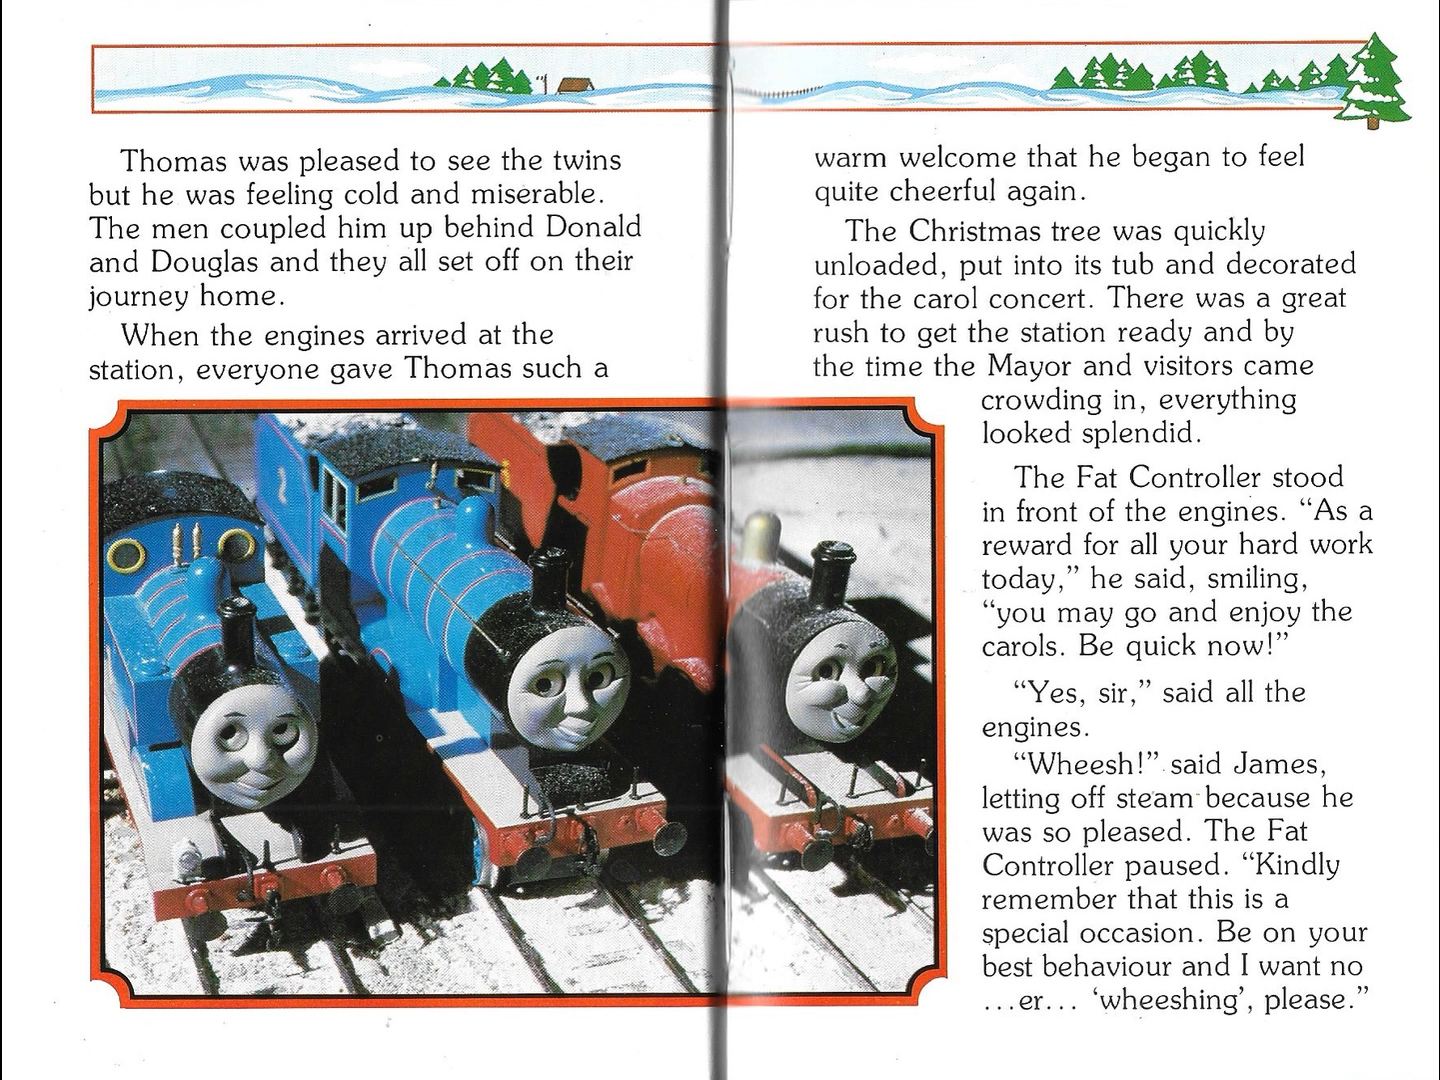 Thomas was pleased to see the twins
but he was feeling cold and miserable.
The men coupled him up behind Donald
and Douglas and they all set off on their
journey home.
When the engines arrived at the
station, everyone gave Thomas such a
warm welcome that he began to feel
quite cheerful again.
The Christmas tree was quickly
unloaded, put into its tub and decorated
for the carol concert. There was a great
rush to get the station ready and by
the time the Mayor and visitors came
crowding in, everything
looked splendid.
The Fat Controller stood
in front of the engines. “As a
reward for all your hard work
today,” he said, smiling,
“you may go and enjoy the
carols. Be quick now!”
“Yes, sir,” said all the
engines.
“Wheesh!” said James,
letting off steam because he
was so pleased. The Fat
Controller paused. “Kindly
remember that this is a
special occasion. Be on your
best behaviour and I want no
...er... ‘wheeshing’, please.”